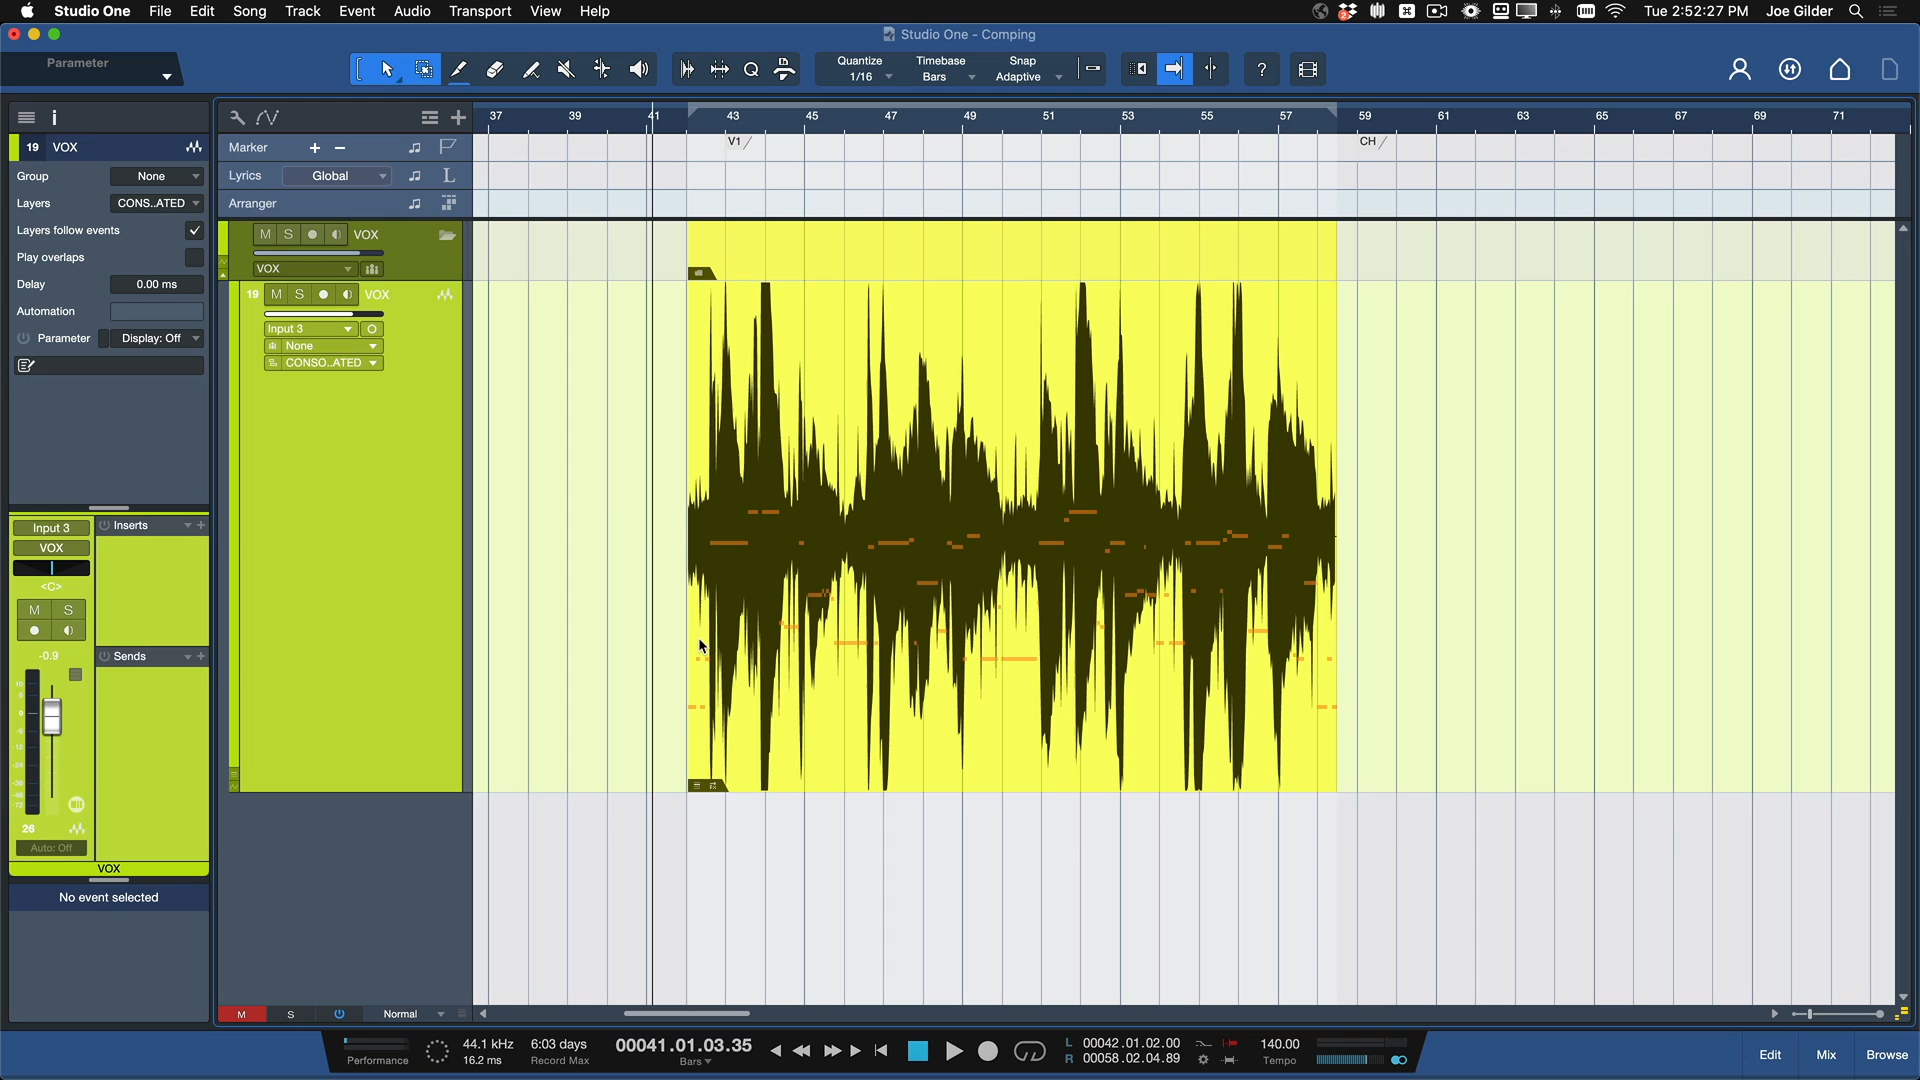 Studio One File Edit Song Track Event Audio Transport View Help
Tue 2:52:27 PM Joe Gilder
Studio One - Comping
Parameter
Quantize
1/16
Timebase
Bars
Snap
Adaptive
?
i
19 VOX
Group None
Layers CONS..ATED
Layers follow events
Play overlaps
Delay 0.00 ms
Automation
Parameter Display: Off
Marker + −
Lyrics Global L
Arranger
37 39 41 43 45 47 49 51 53 55 57 59 61 63 65 67 69 71
V1
CH
M S VOX
VOX
19 M S VOX
Input 3
None
CONSO..ATED
Input 3 Inserts
VOX
<C>
M S
-0.9
Sends
26
Auto: Off
VOX
No event selected
M S Normal
Performance
44.1 kHz
16.2 ms
6:03 days
Record Max
00041.01.03.35
Bars
L 00042.01.02.00
R 00058.02.04.89
140.00
Tempo
Edit Mix Browse